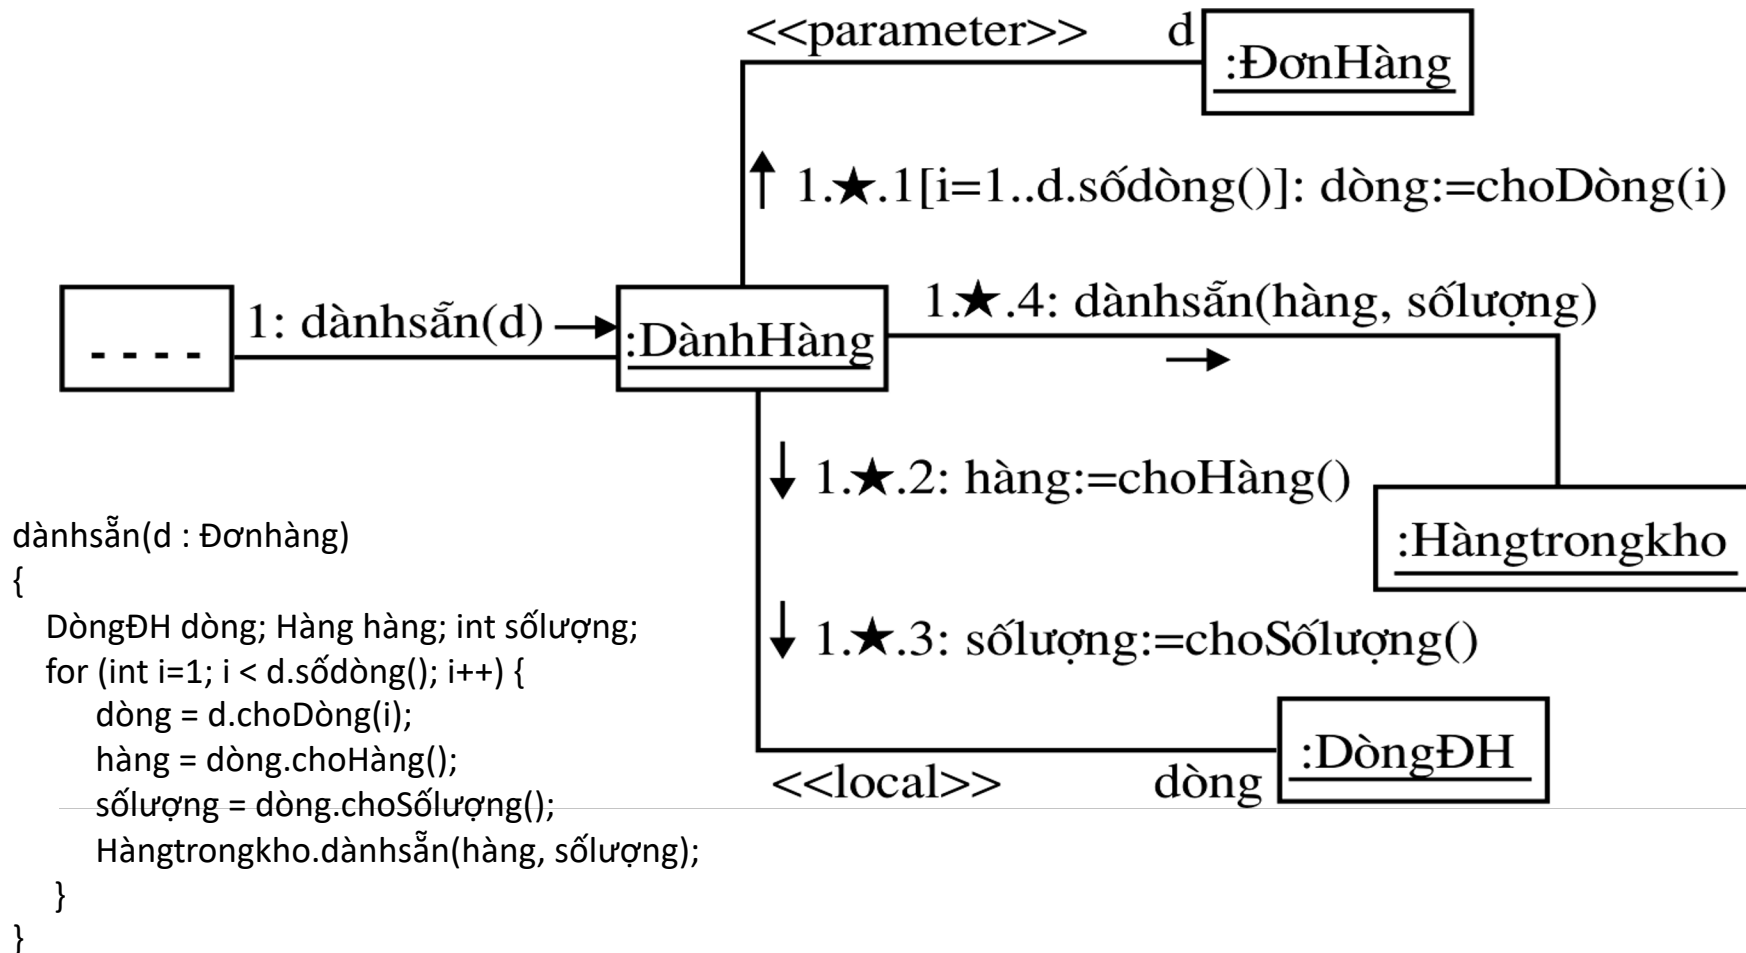 <<parameter>> d
:ĐơnHàng
1.★.1[i=1..d.sốdòng()]: dòng:=choDòng(i)
- - - -
1: dànhsẵn(d)
:DànhHàng
1.★.4: dànhsẵn(hàng, sốlượng)
1.★.2: hàng:=choHàng()
:Hàngtrongkho
1.★.3: sốlượng:=choSốlượng()
:DòngĐH
<<local>> dòng
dànhsẵn(d : Đơnhàng)
{
DòngĐH dòng; Hàng hàng; int sốlượng;
for (int i=1; i < d.sốdòng(); i++) {
dòng = d.choDòng(i);
hàng = dòng.choHàng();
sốlượng = dòng.choSốlượng();
Hàngtrongkho.dànhsẵn(hàng, sốlượng);
}
}